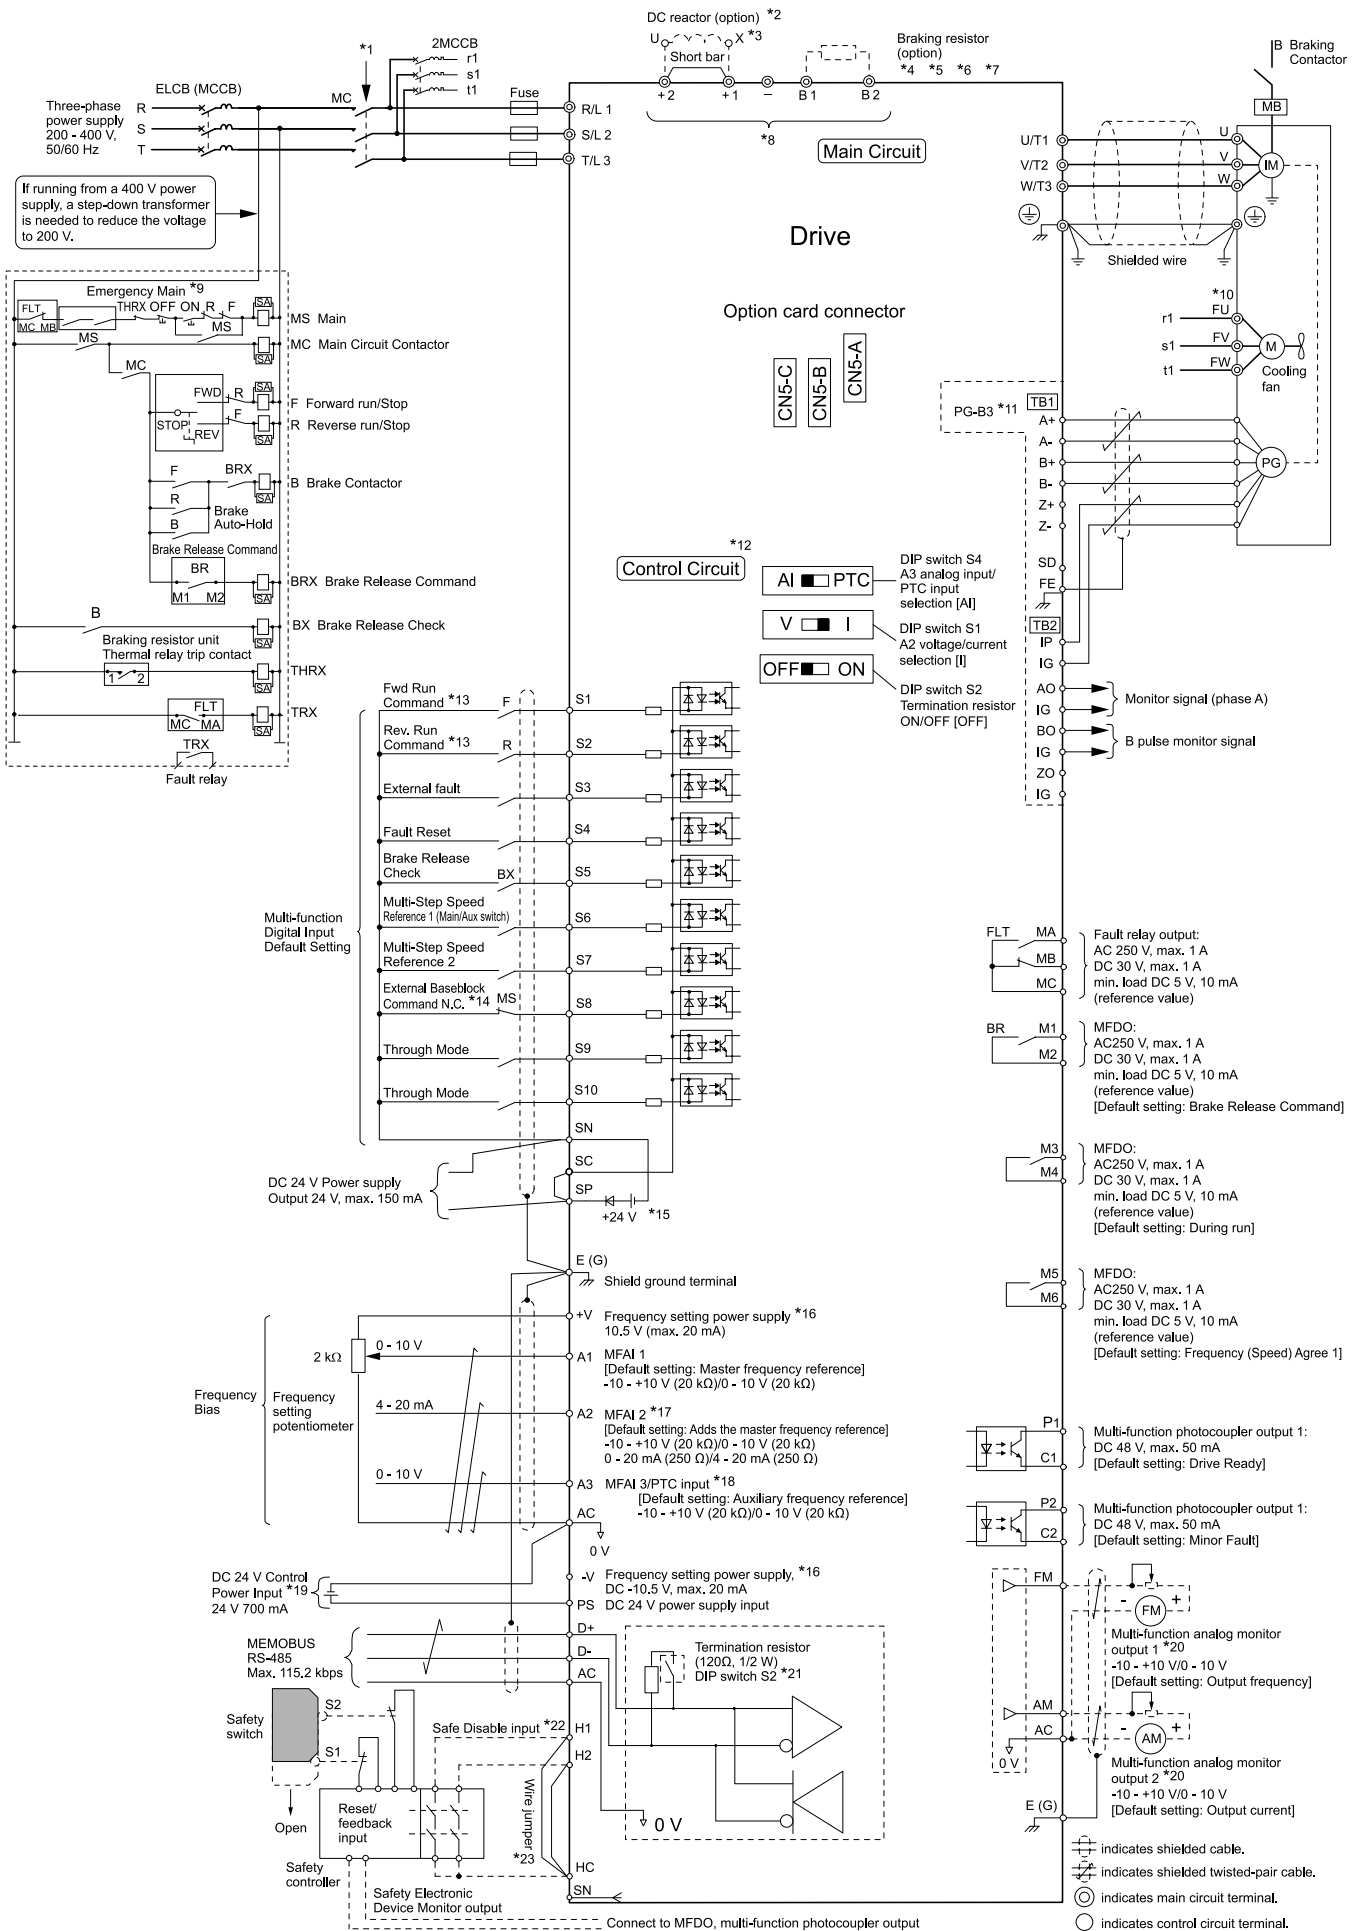 DC reactor (option) *2
U X *3
Short bar
+2 +1 − B1 B2
*8
Braking resistor
(option)
*4 *5 *6 *7
B Braking
Contactor
MB
*1
2MCCB
r1
s1
t1
ELCB (MCCB)
MC
Fuse
Three-phase
power supply
200 - 400 V,
50/60 Hz
R
S
T
R/L 1
S/L 2
T/L 3
Main Circuit
U/T1
V/T2
W/T3
U
V
W
IM
Shielded wire
If running from a 400 V power
supply, a step-down transformer
is needed to reduce the voltage
to 200 V.
Drive
Option card connector
CN5-C
CN5-B
CN5-A
*10
r1 FU
s1 FV
t1 FW
M
Cooling
fan
Emergency Main *9
FLT
MC MB
THRX OFF ON R F
MS
SA
MS Main
MS
SA
MC Main Circuit Contactor
MC
FWD R
STOP
REV F
SA
F Forward run/Stop
SA
R Reverse run/Stop
F BRX
SA
B Brake Contactor
R
B
Brake
Auto-Hold
Brake Release Command
BR
M1 M2
SA
BRX Brake Release Command
B
SA
BX Brake Release Check
Braking resistor unit
Thermal relay trip contact
1 2
SA
THRX
FLT
MC MA
SA
TRX
TRX
Fault relay
PG-B3 *11
TB1
A+
A-
B+
B-
Z+
Z-
SD
FE
PG
TB2
IP
IG
AO
IG
Monitor signal (phase A)
BO
IG
B pulse monitor signal
ZO
IG
*12
Control Circuit
AI PTC
DIP switch S4
A3 analog input/
PTC input
selection [AI]
V I
DIP switch S1
A2 voltage/current
selection [I]
OFF ON
DIP switch S2
Termination resistor
ON/OFF [OFF]
Multi-function
Digital Input
Default Setting
Fwd Run
Command *13 F S1
Rev. Run
Command *13 R S2
External fault S3
Fault Reset S4
Brake Release
Check BX S5
Multi-Step Speed
Reference 1 (Main/Aux switch) S6
Multi-Step Speed
Reference 2 S7
External Baseblock
Command N.C. *14 MS S8
Through Mode S9
Through Mode S10
SN
SC
SP
DC 24 V Power supply
Output 24 V, max. 150 mA
+24 V *15
E (G)
Shield ground terminal
FLT MA
MB
MC
Fault relay output:
AC 250 V, max. 1 A
DC 30 V, max. 1 A
min. load DC 5 V, 10 mA
(reference value)
BR M1
M2
MFDO:
AC250 V, max. 1 A
DC 30 V, max. 1 A
min. load DC 5 V, 10 mA
(reference value)
[Default setting: Brake Release Command]
M3
M4
MFDO:
AC250 V, max. 1 A
DC 30 V, max. 1 A
min. load DC 5 V, 10 mA
(reference value)
[Default setting: During run]
M5
M6
MFDO:
AC250 V, max. 1 A
DC 30 V, max. 1 A
min. load DC 5 V, 10 mA
(reference value)
[Default setting: Frequency (Speed) Agree 1]
Frequency
Bias
Frequency
setting
potentiometer
2 kΩ
0 - 10 V
4 - 20 mA
0 - 10 V
+V Frequency setting power supply *16
10.5 V (max. 20 mA)
A1 MFAI 1
[Default setting: Master frequency reference]
-10 - +10 V (20 kΩ)/0 - 10 V (20 kΩ)
A2 MFAI 2 *17
[Default setting: Adds the master frequency reference]
-10 - +10 V (20 kΩ)/0 - 10 V (20 kΩ)
0 - 20 mA (250 Ω)/4 - 20 mA (250 Ω)
A3 MFAI 3/PTC input *18
[Default setting: Auxiliary frequency reference]
-10 - +10 V (20 kΩ)/0 - 10 V (20 kΩ)
AC
0 V
P1
C1
Multi-function photocoupler output 1:
DC 48 V, max. 50 mA
[Default setting: Drive Ready]
P2
C2
Multi-function photocoupler output 1:
DC 48 V, max. 50 mA
[Default setting: Minor Fault]
DC 24 V Control
Power Input *19
24 V 700 mA
-V Frequency setting power supply, *16
DC -10.5 V, max. 20 mA
PS DC 24 V power supply input
MEMOBUS
RS-485
Max. 115.2 kbps
D+
D-
AC
Termination resistor
(120Ω, 1/2 W)
DIP switch S2 *21
0 V
FM
- +
FM
Multi-function analog monitor
output 1 *20
-10 - +10 V/0 - 10 V
[Default setting: Output frequency]
AM
AC
0 V
- +
AM
Multi-function analog monitor
output 2 *20
-10 - +10 V/0 - 10 V
[Default setting: Output current]
E (G)
Safety
switch
S2
S1
Open
Safe Disable input *22
H1
H2
Wire jumper
*23
HC
SN
Reset/
feedback
input
Safety
controller
Safety Electronic
Device Monitor output
Connect to MFDO, multi-function photocoupler output
indicates shielded cable.
indicates shielded twisted-pair cable.
indicates main circuit terminal.
indicates control circuit terminal.